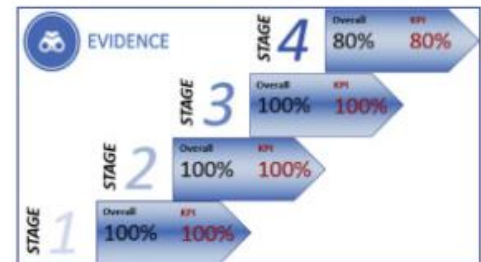 EVIDENCE
STAGE 4
Overall KPI
80% 80%
STAGE 3
Overall KPI
100% 100%
STAGE 2
Overall KPI
100% 100%
STAGE 1
Overall KPI
100% 100%